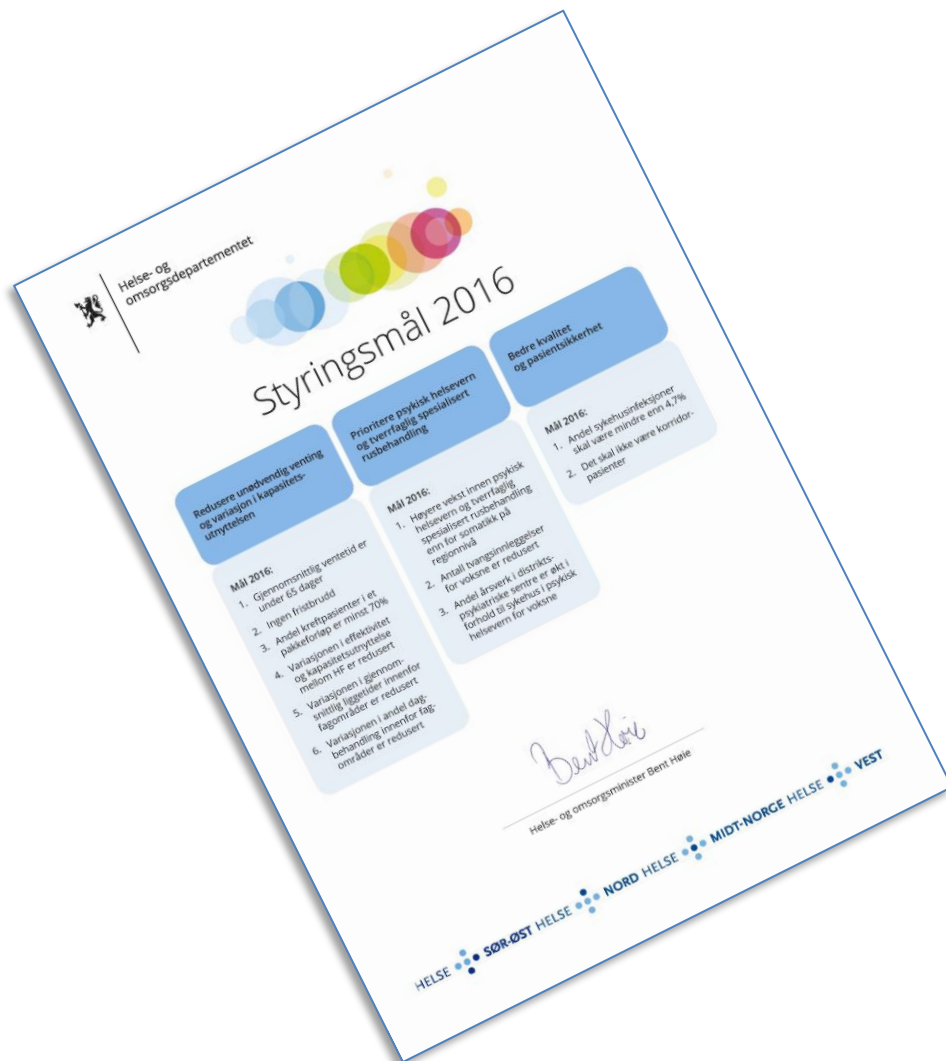 Helse- og
omsorgsdepartementet
Styringsmål 2016
Redusere unødvendig venting
og variasjon i kapasitets-
utnyttelsen
Mål 2016:
1. Gjennomsnittlig ventetid er
under 65 dager
2. Ingen fristbrudd
3. Andel kreftpasienter i et
pakkeforløp er minst 70%
4. Variasjonen i effektivitet
og kapasitetsutnyttelse
mellom HF er redusert
5. Variasjonen i gjennom-
snittlig liggetider innenfor
fagområder er redusert
6. Variasjonen i andel dag-
behandling innenfor fag-
områder er redusert
Prioritere psykisk helsevern
og tverrfaglig spesialisert
rusbehandling
Mål 2016:
1. Høyere vekst innen psykisk
helsevern og tverrfaglig
spesialisert rusbehandling
enn for somatikk på
regionnivå
2. Antall tvangsinnleggelser
for voksne er redusert
3. Andel årsverk i distrikts-
psykiatriske sentre er økt i
forhold til sykehus i psykisk
helsevern for voksne
Bedre kvalitet
og pasientsikkerhet
Mål 2016:
1. Andel sykehusinfeksjoner
skal være mindre enn 4,7%
2. Det skal ikke være korridor-
pasienter
Bent Høie
Helse- og omsorgsminister Bent Høie
HELSE SØR-ØST HELSE NORD HELSE MIDT-NORGE HELSE VEST